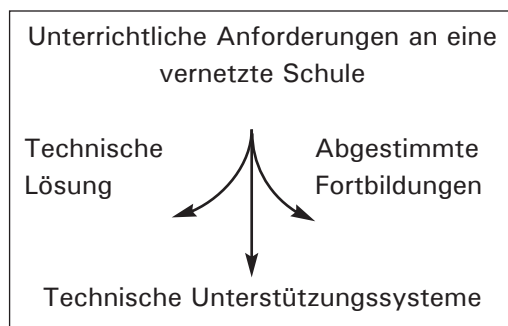 Unterrichtliche Anforderungen an eine
vernetzte Schule
Technische
Lösung
Abgestimmte
Fortbildungen
Technische Unterstützungssysteme